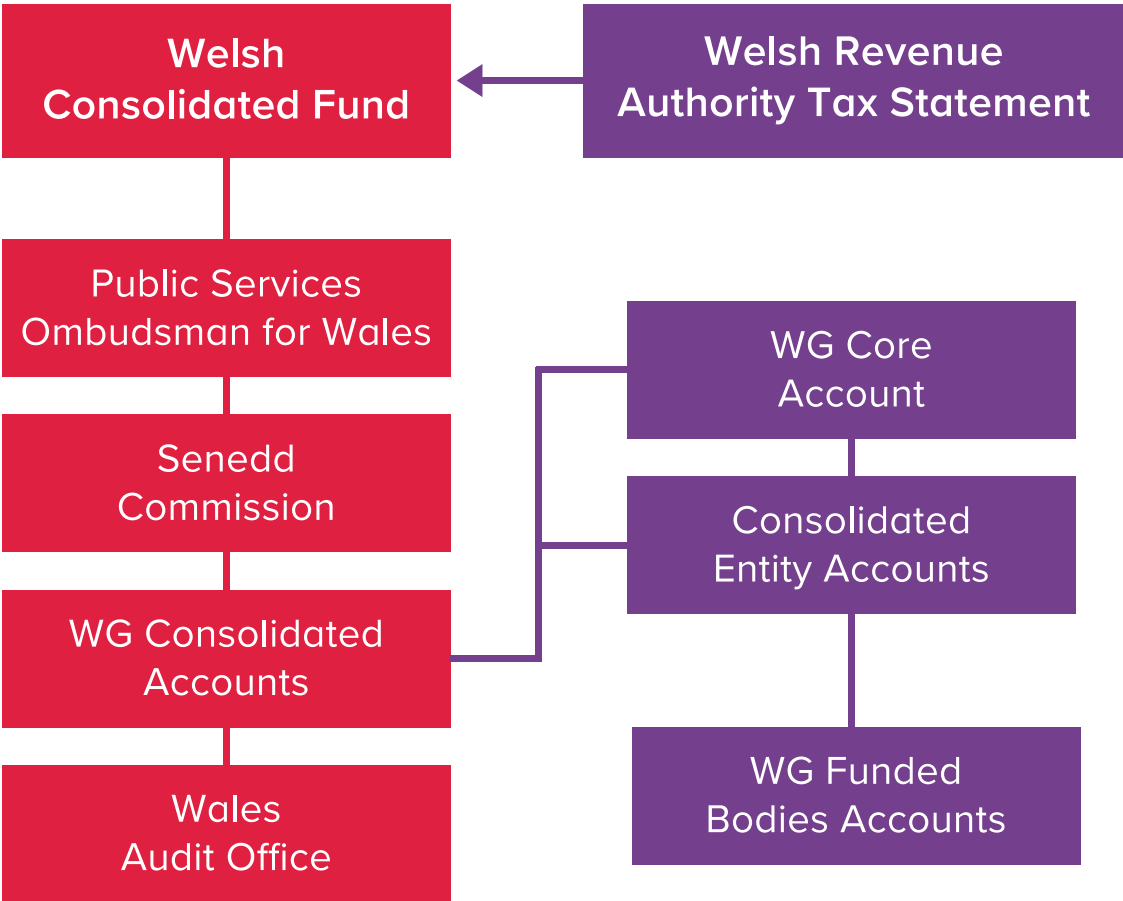 Welsh
Consolidated Fund
Welsh Revenue
Authority Tax Statement
Public Services
Ombudsman for Wales
Senedd
Commission
WG Consolidated
Accounts
Wales
Audit Office
WG Core
Account
Consolidated
Entity Accounts
WG Funded
Bodies Accounts